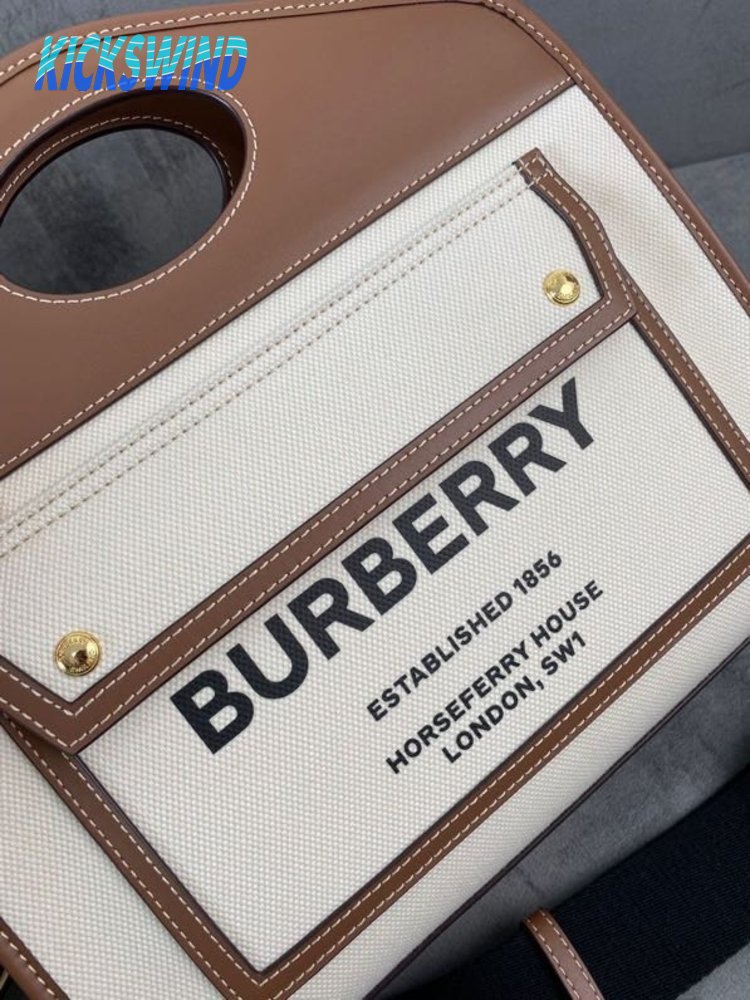 KICKSWIND
BURBERRY
ESTABLISHED 1856
HORSEFERRY HOUSE
LONDON, SW1